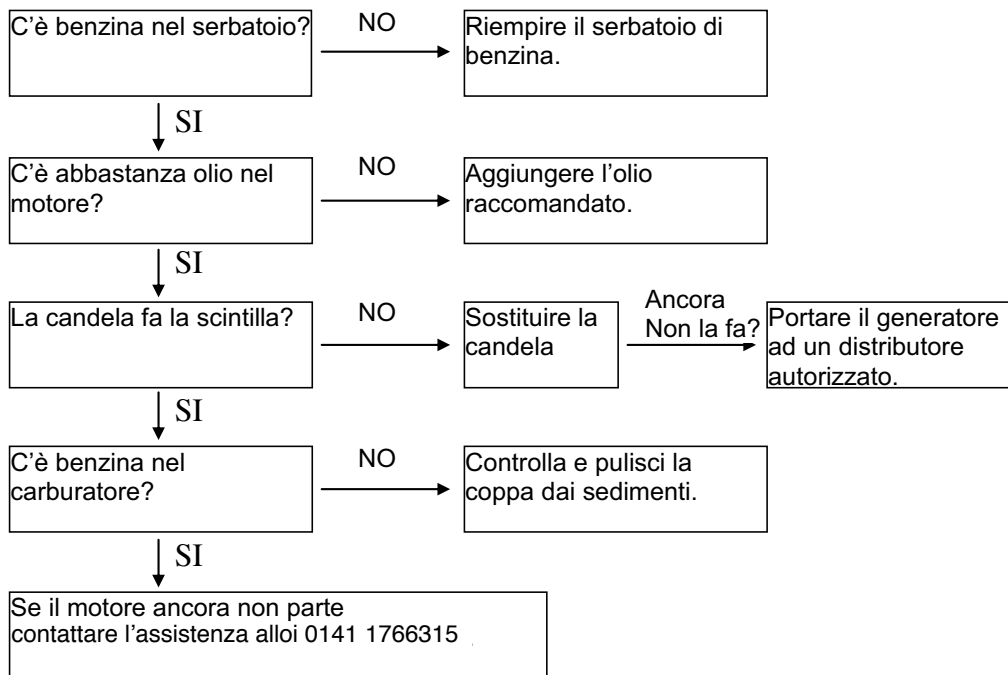 C'è benzina nel serbatoio?
NO
Riempire il serbatoio di
benzina.
SI
C'è abbastanza olio nel
motore?
NO
Aggiungere l'olio
raccomandato.
SI
La candela fa la scintilla?
NO
Sostituire la
candela
Ancora
Non la fa?
Portare il generatore
ad un distributore
autorizzato.
SI
C'è benzina nel
carburatore?
NO
Controlla e pulisci la
coppa dai sedimenti.
SI
Se il motore ancora non parte
contattare l'assistenza alloi 0141 1766315